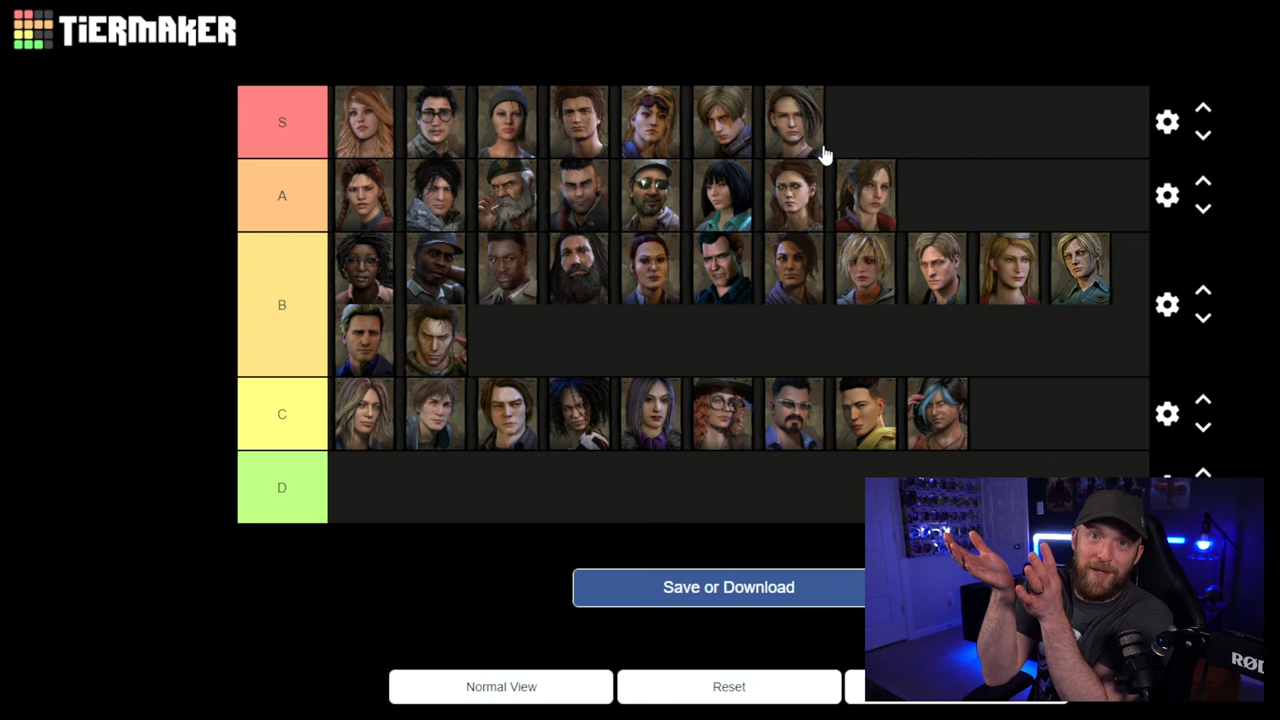 TIERMAKER
S
A
B
C
D
Save or Download
Normal View
Reset
RØD